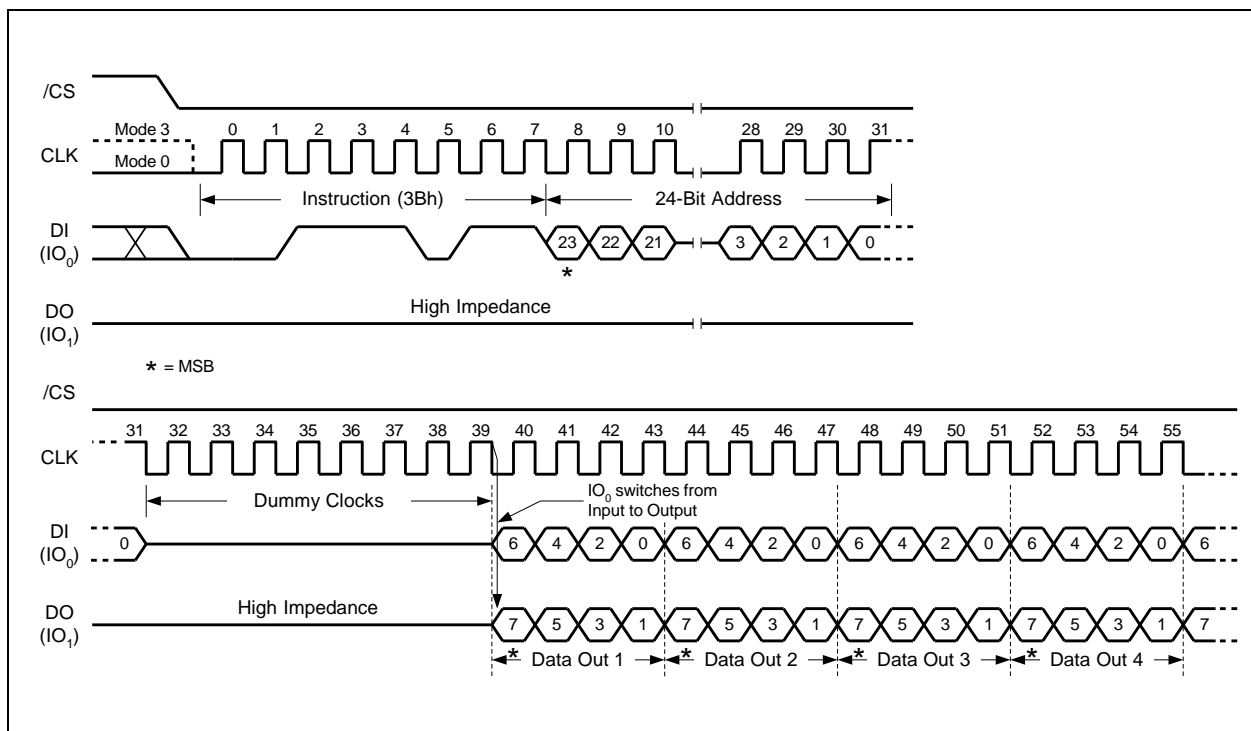 /CS
Mode 3 0 1 2 3 4 5 6 7 8 9 10 28 29 30 31
CLK
Mode 0
Instruction (3Bh) 24-Bit Address
DI
(IO0)
23 22 21 3 2 1 0
*
High Impedance
DO
(IO1)
* = MSB
/CS
31 32 33 34 35 36 37 38 39 40 41 42 43 44 45 46 47 48 49 50 51 52 53 54 55
CLK
Dummy Clocks
IO0 switches from
Input to Output
DI
(IO0)
0 6 4 2 0 6 4 2 0 6 4 2 0 6 4 2 0 6
High Impedance
DO
(IO1)
7 5 3 1 7 5 3 1 7 5 3 1 7 5 3 1 7
* Data Out 1 * Data Out 2 * Data Out 3 * Data Out 4